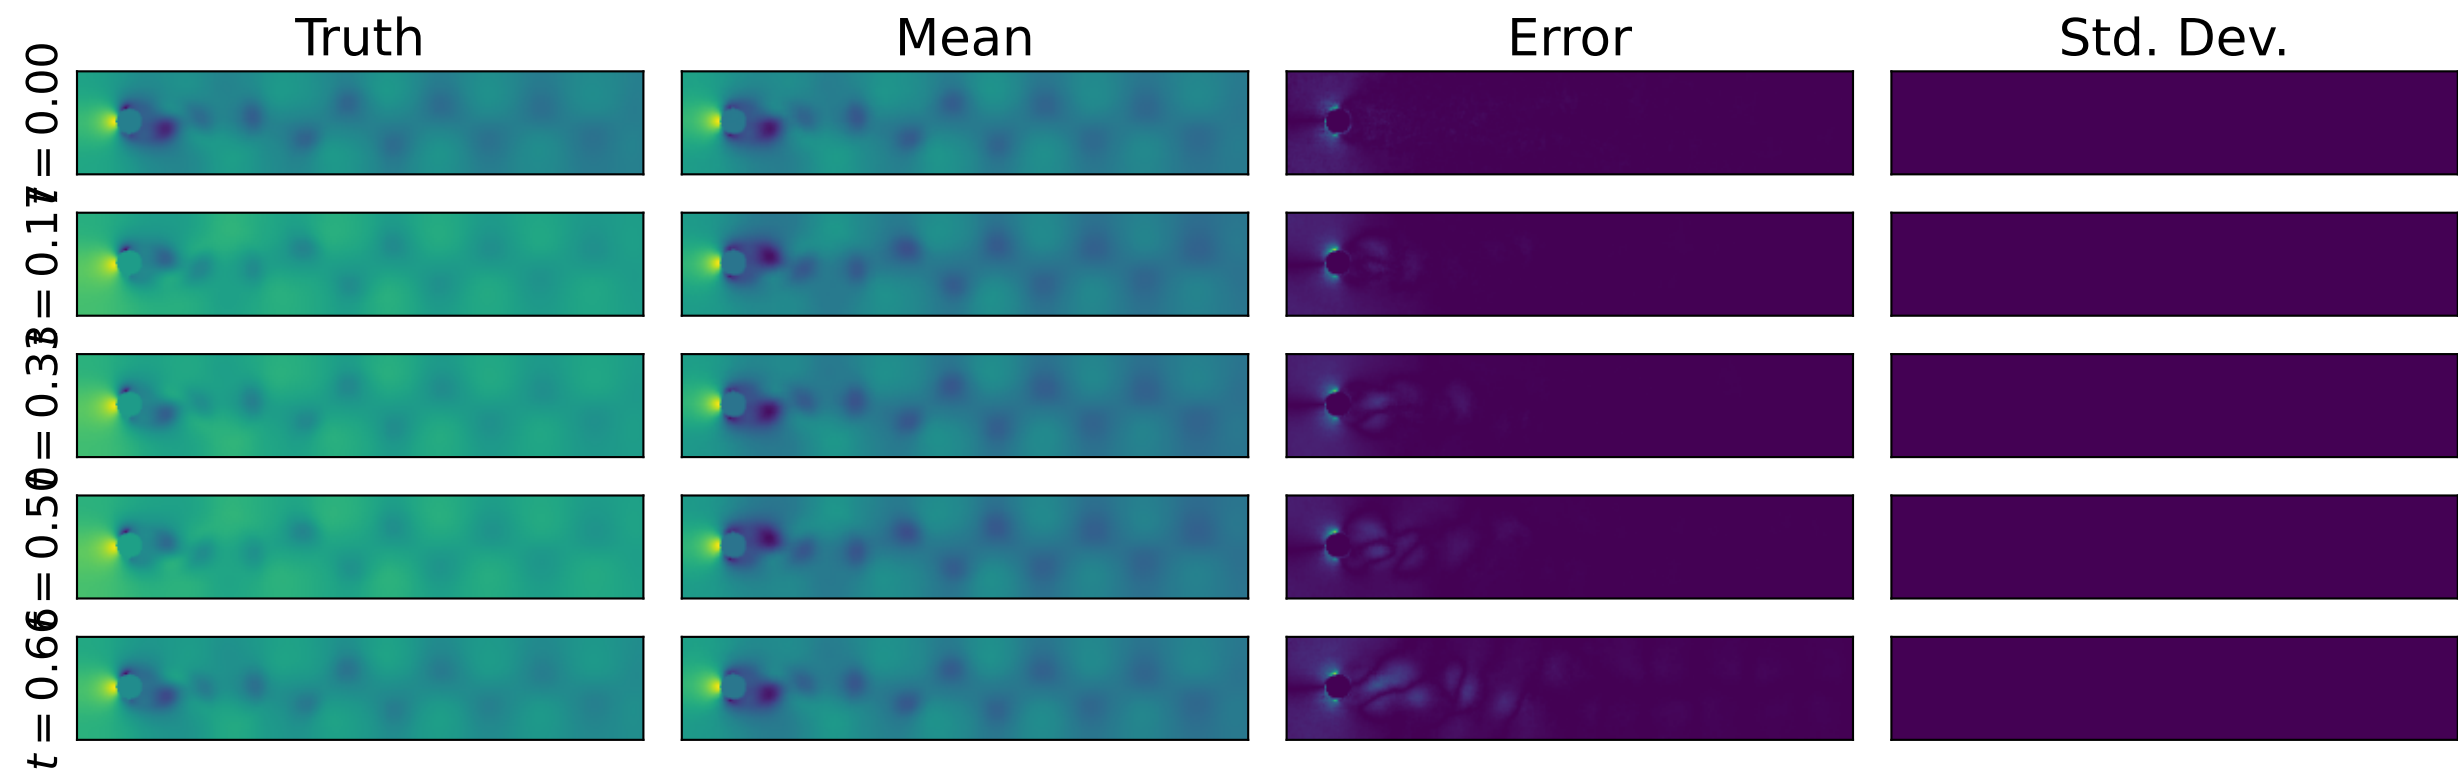 Truth Mean Error Std. Dev.
t = 0.00
t = 0.17
t = 0.33
t = 0.50
t = 0.66